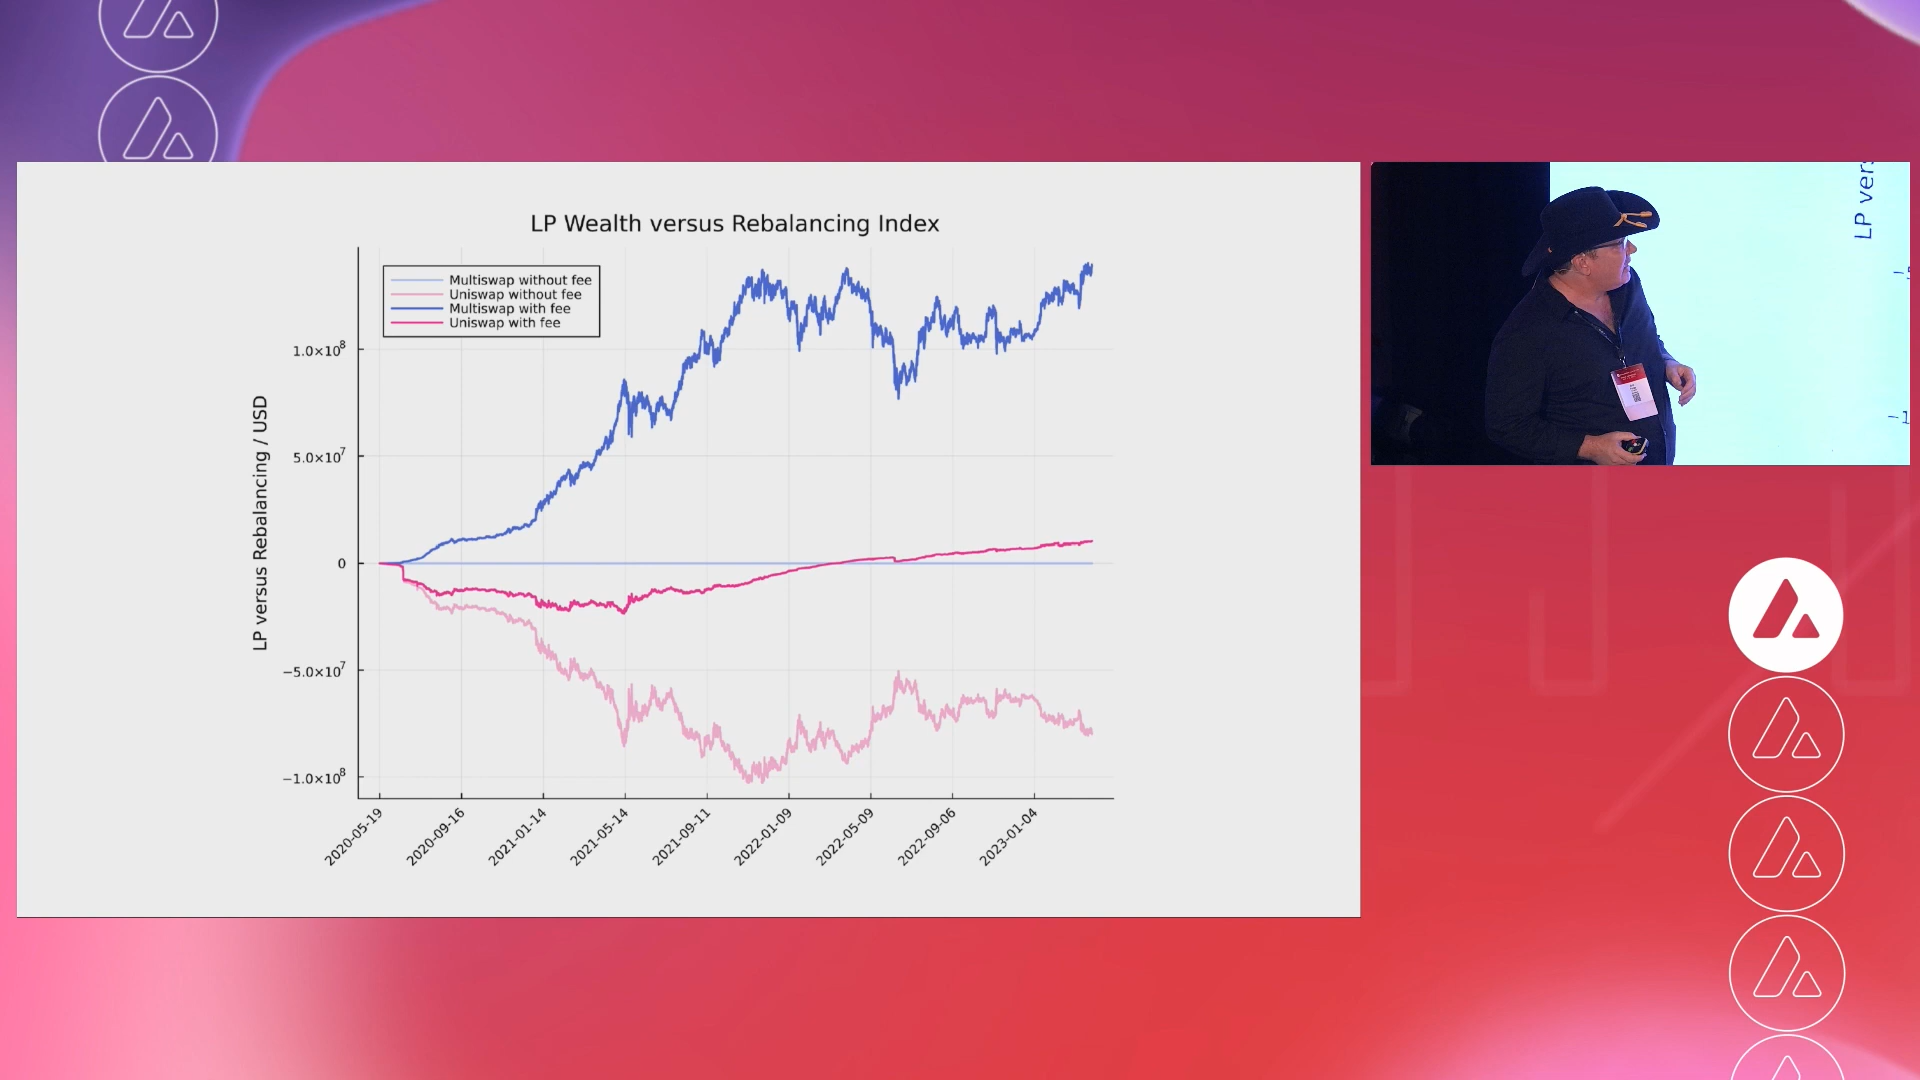 LP Wealth versus Rebalancing Index
Multiswap without fee
Uniswap without fee
Multiswap with fee
Uniswap with fee
LP versus Rebalancing / USD
1.0×10⁸
5.0×10⁷
0
−5.0×10⁷
−1.0×10⁸
2020-05-19
2020-09-16
2021-01-14
2021-05-14
2021-09-11
2022-01-09
2022-05-09
2022-09-06
2023-01-04
LP ver